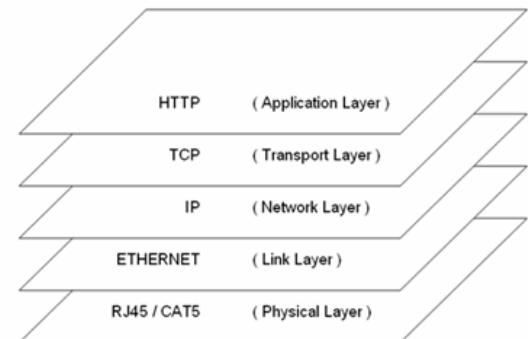 HTTP ( Application Layer )
TCP ( Transport Layer )
IP ( Network Layer )
ETHERNET ( Link Layer )
RJ45 / CAT5 ( Physical Layer )